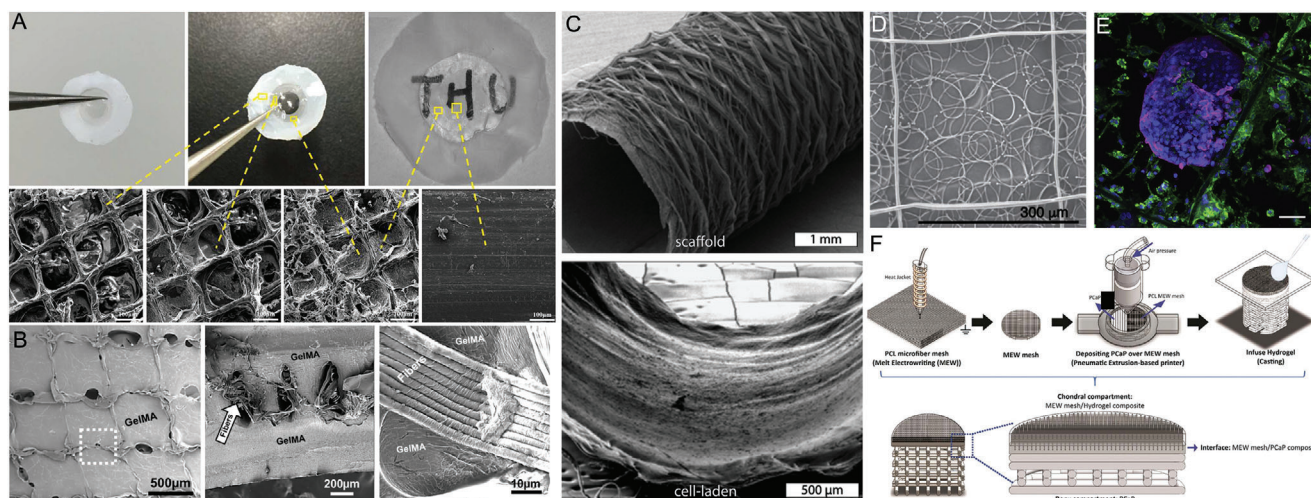 A
THU
100μm
100μm
100μm
100μm
B
GelMA
500μm
GelMA
Fibers
GelMA
200μm
Fibers
GelMA
GelMA
10μm
C
scaffold
1 mm
cell-laden
500 μm
D
300 μm
E
F
Heat Jacket
PCL microfiber mesh
(Melt Electrowriting (MEW))
MEW mesh
Air pressure
PCaP
PCL MEW mesh
Depositing PCaP over MEW mesh
(Pneumatic Extrusion-based printer)
Infuse Hydrogel
(Casting)
Chondral compartment:
MEW mesh/Hydrogel composite
Interface: MEW mesh/PCaP compos